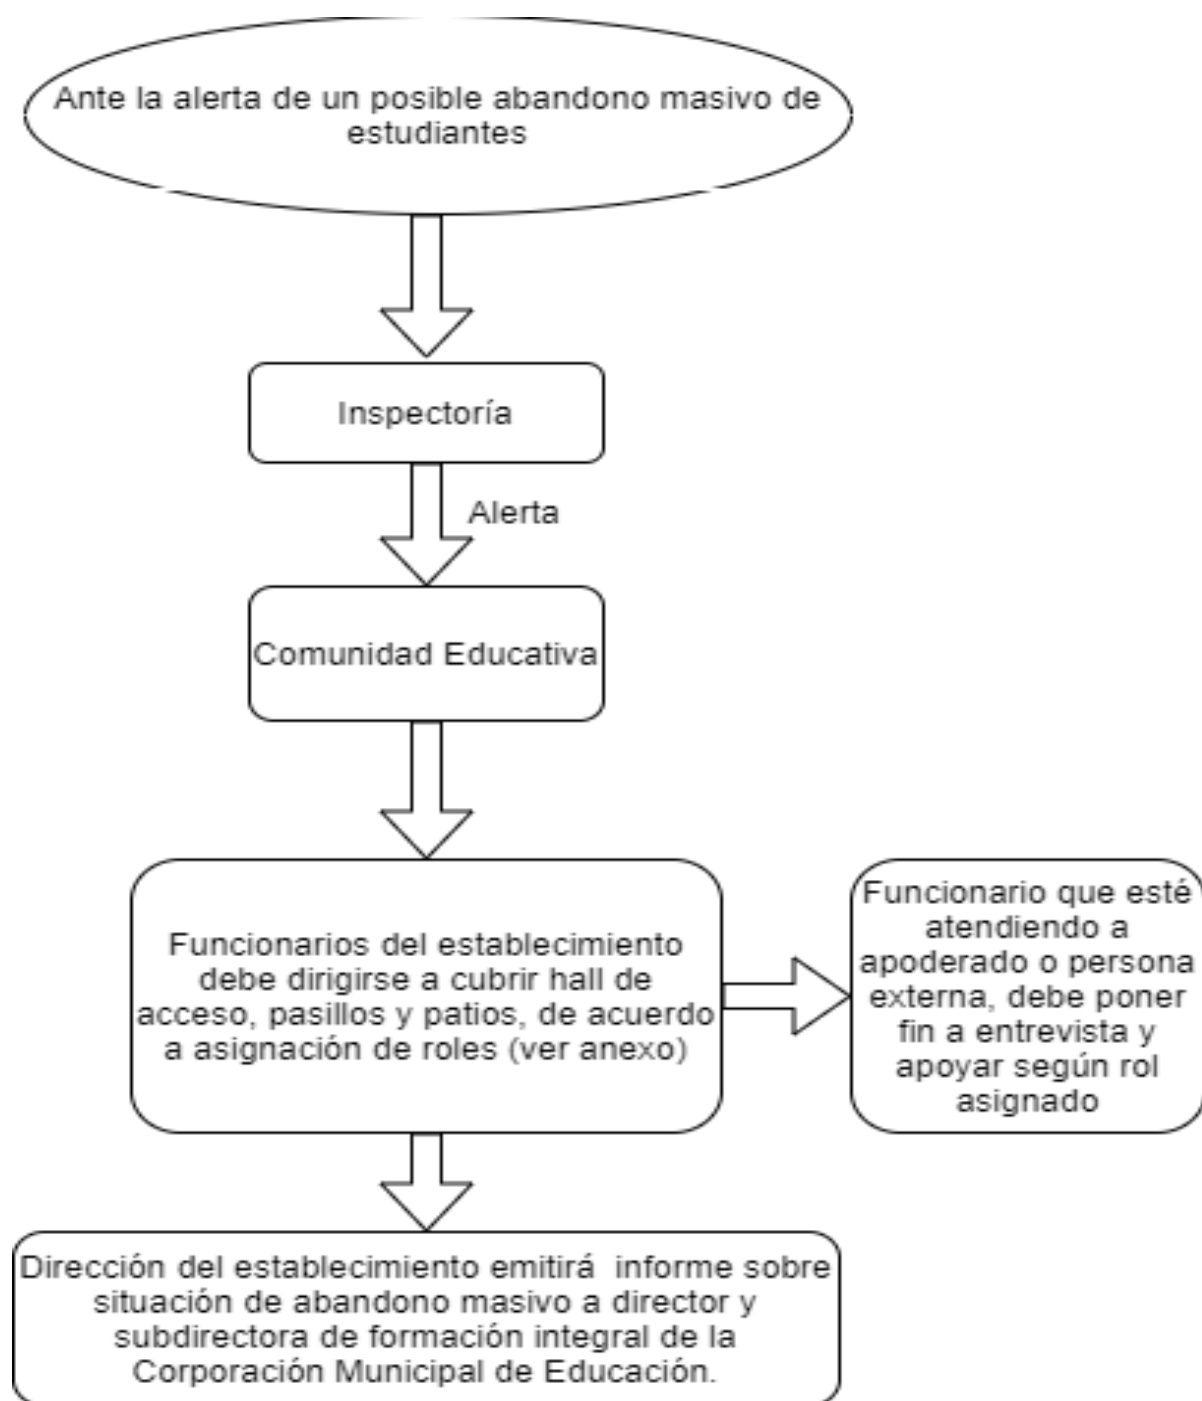 Ante la alerta de un posible abandono masivo de
estudiantes
Inspectoría
Alerta
Comunidad Educativa
Funcionarios del establecimiento
debe dirigirse a cubrir hall de
acceso, pasillos y patios, de acuerdo
a asignación de roles (ver anexo)
Funcionario que esté
atendiendo a
apoderado o persona
externa, debe poner
fin a entrevista y
apoyar según rol
asignado
Dirección del establecimiento emitirá informe sobre
situación de abandono masivo a director y
subdirectora de formación integral de la
Corporación Municipal de Educación.